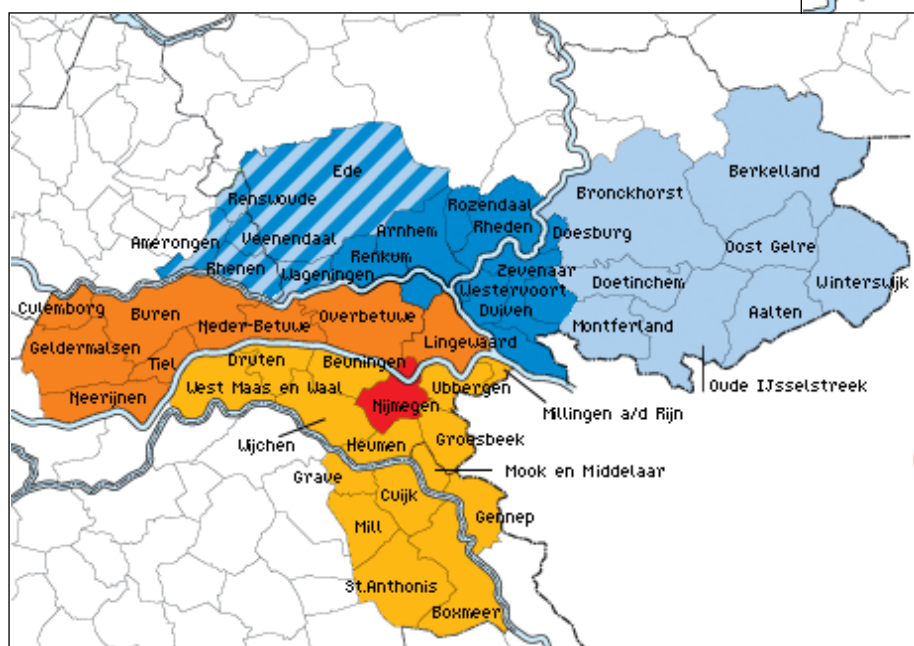 Ede
Berkelland
Bronckhorst
Renswoude
Rozendaal
Rheden
Arnhem
Doesburg
Amerongen
Veenendaal
Oost Gelre
Renkum
Rhenen
Wageningen
Zevenaar
Westervoort
Doetinchem
Winterswijk
Culemborg
Buren
Overbetuwe
Duiven
Aalten
Neder-Betuwe
Montferland
Geldermalsen
Lingewaard
Tiel
Druten
Beuningen
West Maas en Waal
Ubbergen
Oude IJsselstreek
Neerijnen
Nijmegen
Millingen a/d Rijn
Wijchen
Heumen
Groesbeek
Mook en Middelaar
Grave
Cuijk
Gennep
Mill
St.Anthonis
Boxmeer